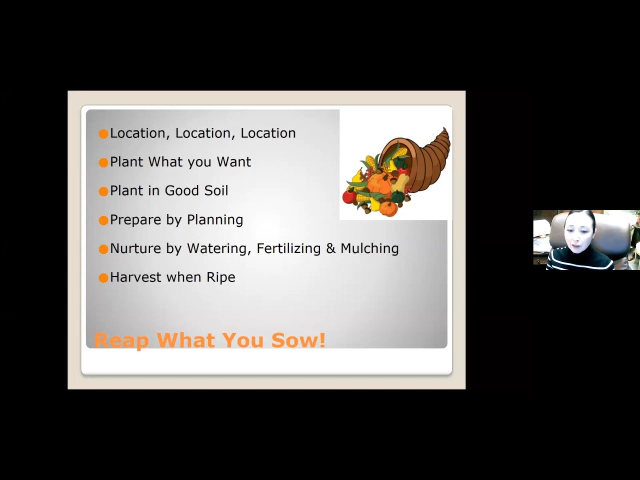 Location, Location, Location
Plant What you Want
Plant in Good Soil
Prepare by Planning
Nurture by Watering, Fertilizing & Mulching
Harvest when Ripe
Reap What You Sow!